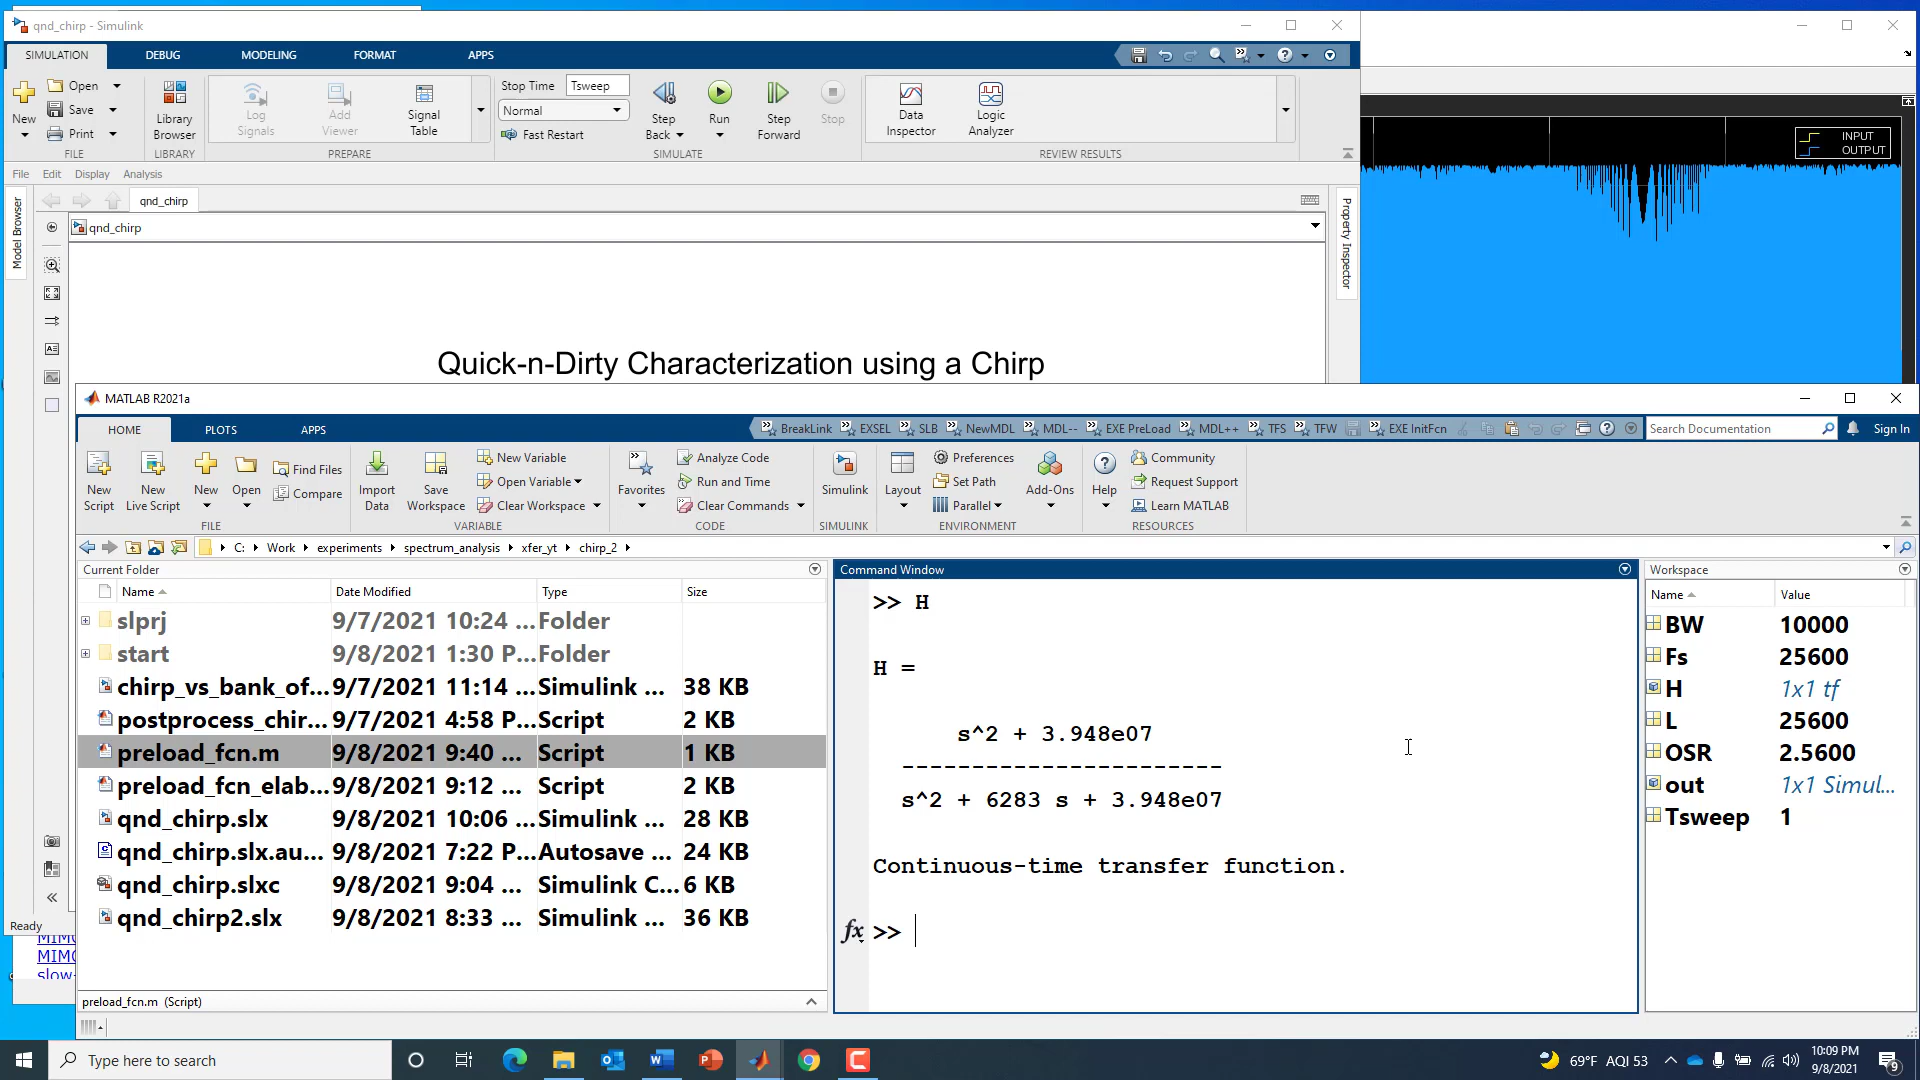 qnd_chirp - Simulink
SIMULATION DEBUG MODELING FORMAT APPS
New
Open
Save
Print
FILE
Library Browser
LIBRARY
Log Signals
Add Viewer
Signal Table
PREPARE
Stop Time Tsweep
Normal
Fast Restart
Step Back
Run
Step Forward
Stop
SIMULATE
Data Inspector
Logic Analyzer
REVIEW RESULTS
File Edit Display Analysis
qnd_chirp
qnd_chirp
Model Browser
Property Inspector
INPUT
OUTPUT
Quick-n-Dirty Characterization using a Chirp
Ready
MATLAB R2021a
HOME PLOTS APPS
BreakLink EXSEL SLB NewMDL MDL-- EXE PreLoad MDL++ TFS TFW EXE InitFcn
Search Documentation
Sign In
New Script
New Live Script
New
Open
Find Files
Compare
FILE
Import Data
Save Workspace
New Variable
Open Variable
Clear Workspace
VARIABLE
Favorites
Analyze Code
Run and Time
Clear Commands
CODE
Simulink
SIMULINK
Layout
Preferences
Set Path
Parallel
Add-Ons
ENVIRONMENT
Help
Community
Request Support
Learn MATLAB
RESOURCES
C: Work experiments spectrum_analysis xfer_yt chirp_2
Current Folder
Name Date Modified Type Size
slprj 9/7/2021 10:24 ... Folder
start 9/8/2021 1:30 P... Folder
chirp_vs_bank_of... 9/7/2021 11:14 ... Simulink ... 38 KB
postprocess_chir... 9/7/2021 4:58 P... Script 2 KB
preload_fcn.m 9/8/2021 9:40 ... Script 1 KB
preload_fcn_elab... 9/8/2021 9:12 ... Script 2 KB
qnd_chirp.slx 9/8/2021 10:06 ... Simulink ... 28 KB
qnd_chirp.slx.au... 9/8/2021 7:22 P... Autosave ... 24 KB
qnd_chirp.slxc 9/8/2021 9:04 ... Simulink C... 6 KB
qnd_chirp2.slx 9/8/2021 8:33 ... Simulink ... 36 KB
preload_fcn.m (Script)
Command Window
>> H
H =
s^2 + 3.948e07
-----------------------
s^2 + 6283 s + 3.948e07
Continuous-time transfer function.
fx >>
Workspace
Name Value
BW 10000
Fs 25600
H 1x1 tf
L 25600
OSR 2.5600
out 1x1 Simul...
Tsweep 1
Type here to search
69°F AQI 53
10:09 PM
9/8/2021
9